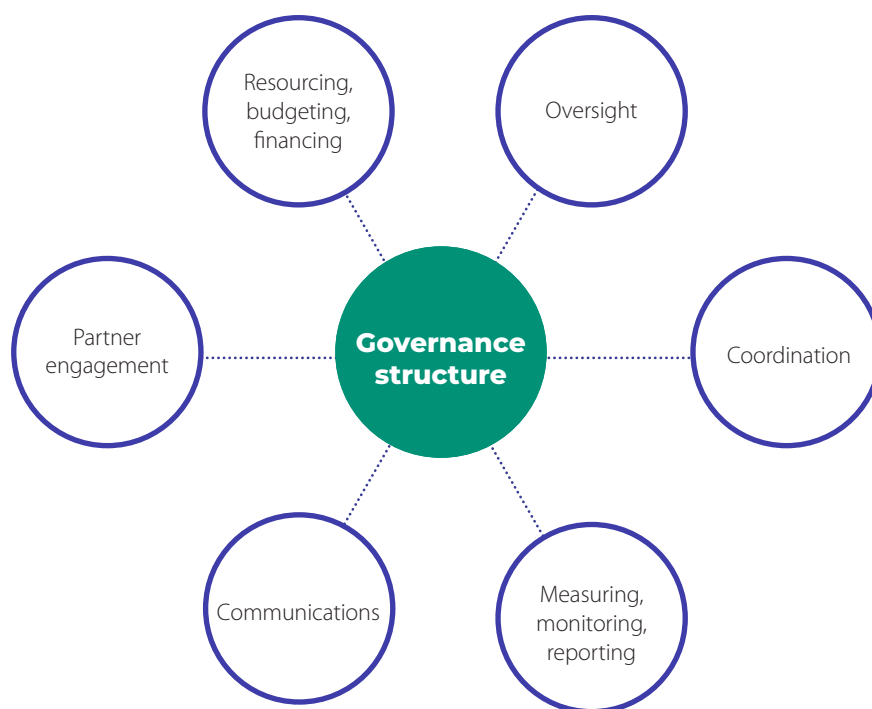 Resourcing,
budgeting,
financing
Oversight
Partner
engagement
Governance
structure
Coordination
Communications
Measuring,
monitoring,
reporting